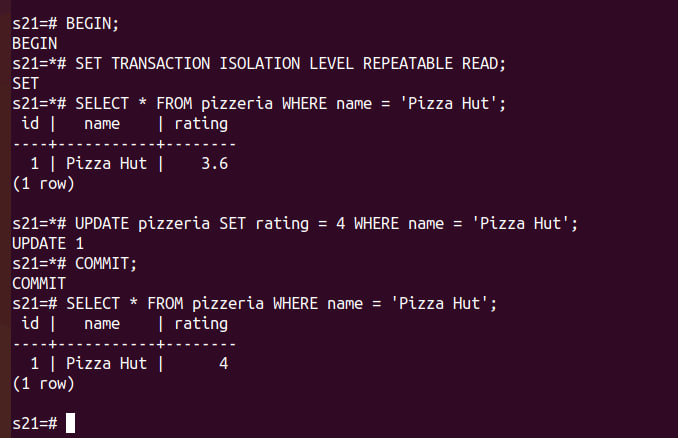 s21=# BEGIN;
BEGIN
s21=*# SET TRANSACTION ISOLATION LEVEL REPEATABLE READ;
SET
s21=*# SELECT * FROM pizzeria WHERE name = 'Pizza Hut';
 id |   name    | rating
----+-----------+--------
  1 | Pizza Hut |    3.6
(1 row)

s21=*# UPDATE pizzeria SET rating = 4 WHERE name = 'Pizza Hut';
UPDATE 1
s21=*# COMMIT;
COMMIT
s21=# SELECT * FROM pizzeria WHERE name = 'Pizza Hut';
 id |   name    | rating
----+-----------+--------
  1 | Pizza Hut |      4
(1 row)

s21=#